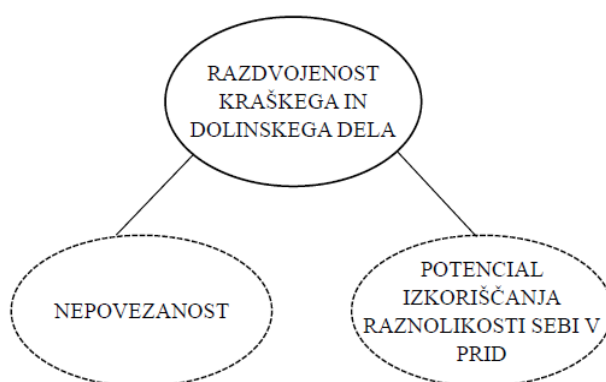 RAZDVOJENOST
KRAŠKEGA IN
DOLINSKEGA DELA
NEPOVEZANOST
POTENCIAL
IZKORIŠČANJA
RAZNOLIKOSTI SEBI V
PRID